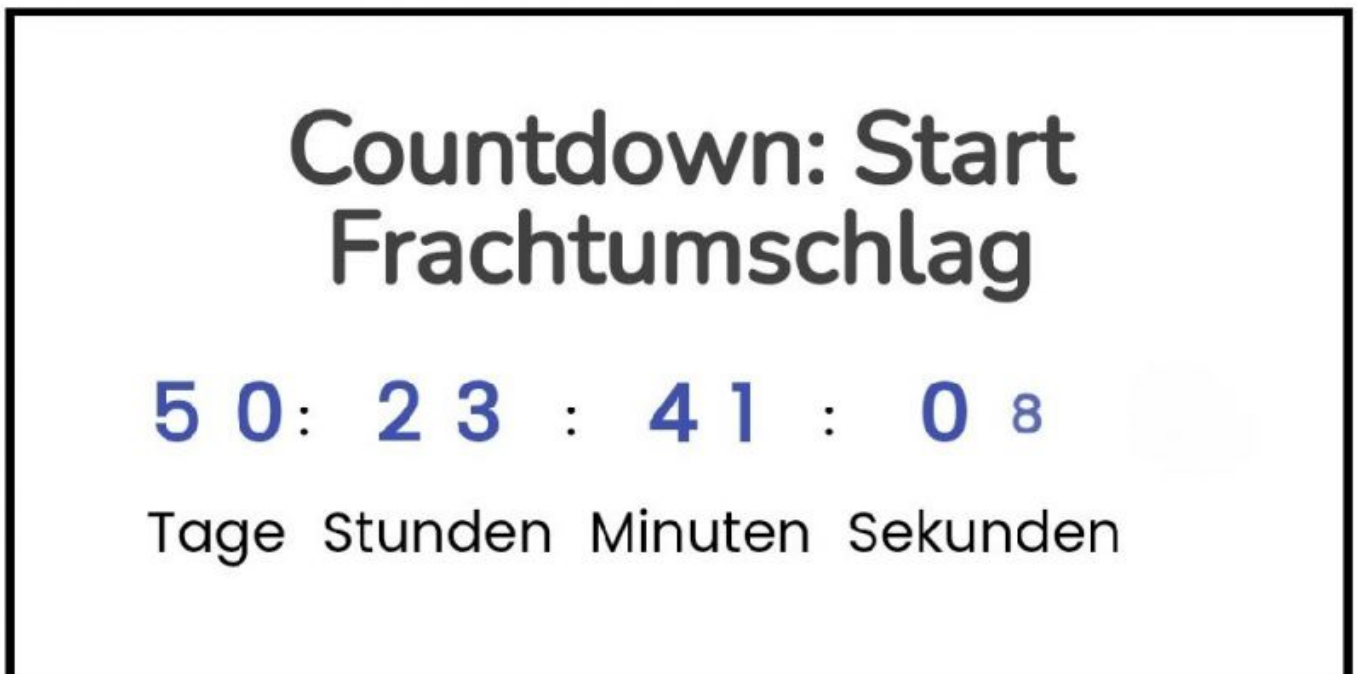 Countdown: Start
Frachtumschlag
50: 23 : 41 : 08
Tage Stunden Minuten Sekunden